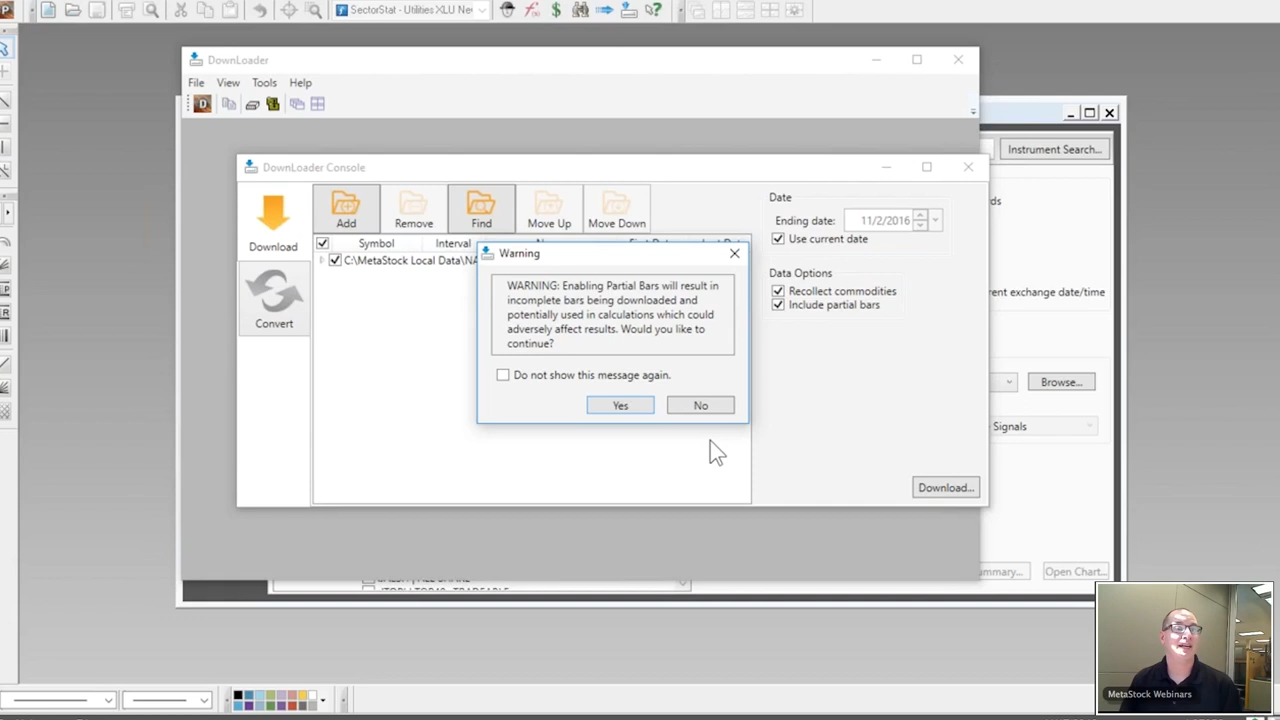 SectorStat - Utilities XLU Ne
DownLoader
File View Tools Help
Instrument Search...
DownLoader Console
Add
Remove
Find
Move Up
Move Down
Download
Convert
Symbol
Interval
C:\MetaStock Local Data\NA
Date
Ending date: 11/2/2016
Use current date
Data Options
Recollect commodities
Include partial bars
Warning
WARNING: Enabling Partial Bars will result in
incomplete bars being downloaded and
potentially used in calculations which could
adversely affect results. Would you like to
continue?
Do not show this message again.
Yes
No
Download...
ds
ent exchange date/time
Browse...
Signals
mmary...
Open Chart...
MetaStock Webinars